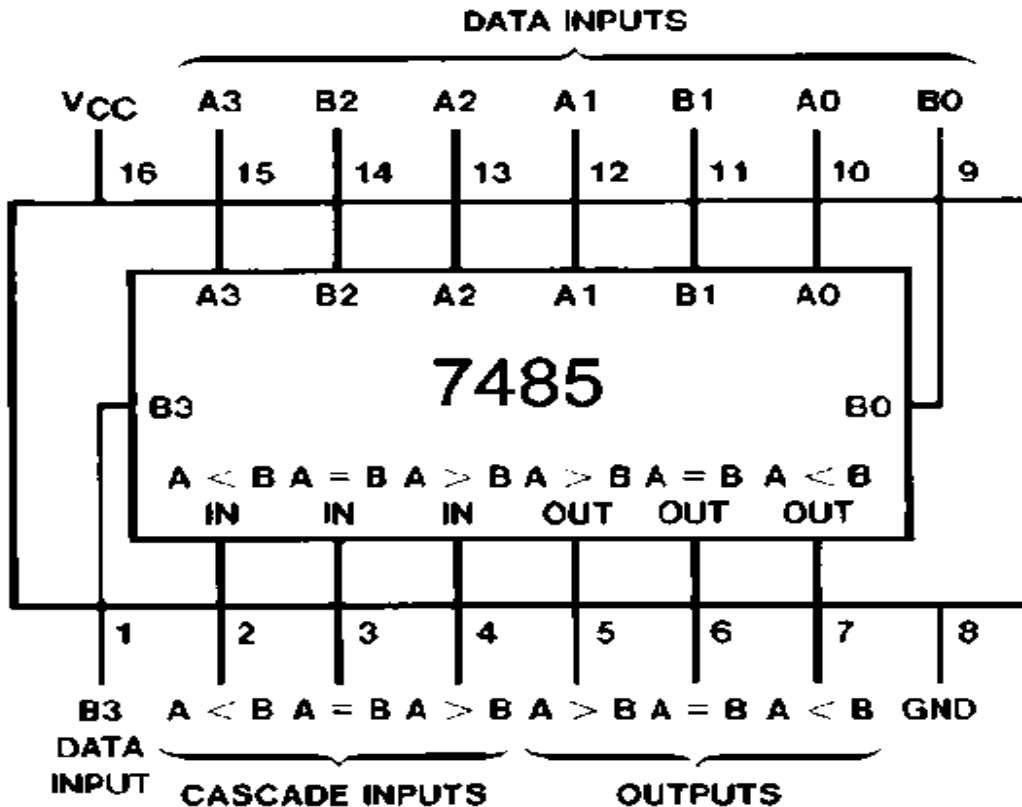 DATA INPUTS
VCC A3 B2 A2 A1 B1 A0 B0
16 15 14 13 12 11 10 9
A3 B2 A2 A1 B1 A0
7485
B3 B0
A < B A = B A > B A > B A = B A < B
IN IN IN OUT OUT OUT
1 2 3 4 5 6 7 8
B3 A < B A = B A > B A > B A = B A < B GND
DATA
INPUT
CASCADE INPUTS OUTPUTS